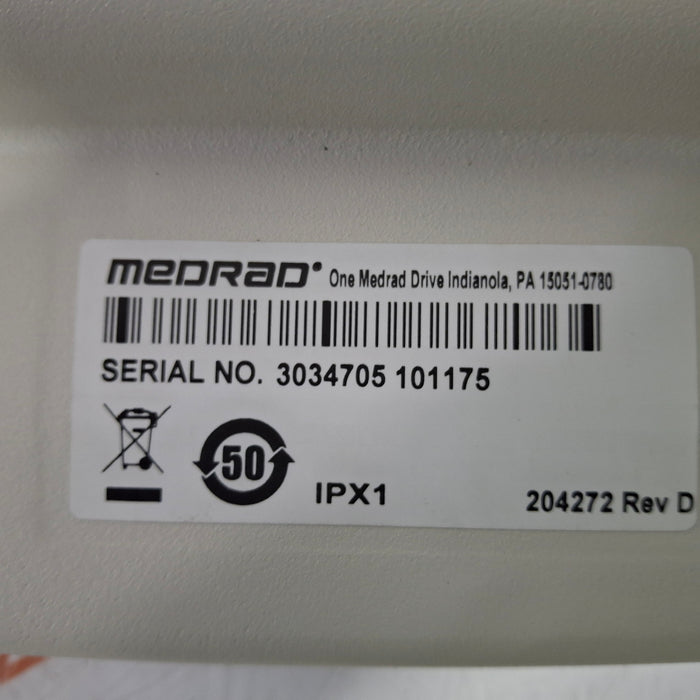 MEDRAD® One Medrad Drive Indianola, PA 15051-0780
SERIAL NO. 3034705 101175
50
IPX1
204272 Rev D